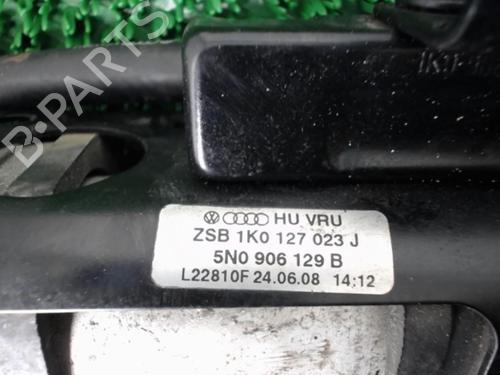 B-PARTS
HU VRU
ZSB 1K0 127 023 J
5N0 906 129 B
L22810F 24.06.08 14:12